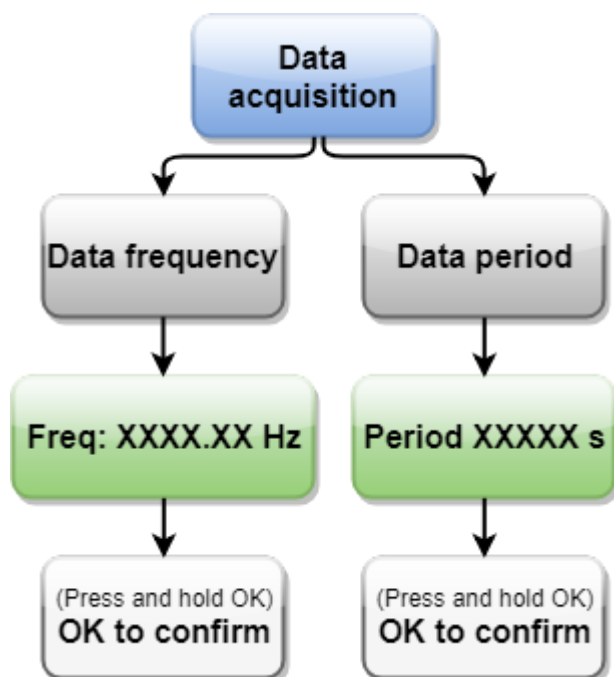 Data
acquisition
Data frequency
Data period
Freq: XXXX.XX Hz
Period XXXXX s
(Press and hold OK)
OK to confirm
(Press and hold OK)
OK to confirm